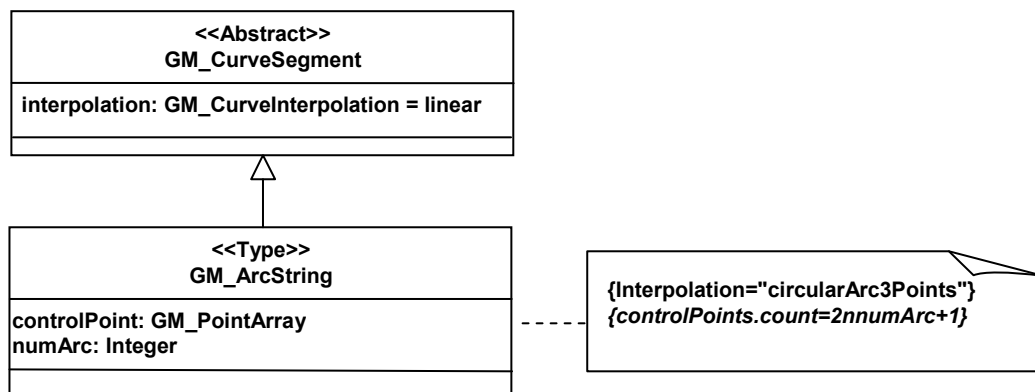 <<Abstract>>
GM_CurveSegment
interpolation: GM_CurveInterpolation = linear
<<Type>>
GM_ArcString
controlPoint: GM_PointArray
numArc: Integer
{Interpolation="circularArc3Points"}
{controlPoints.count=2nnumArc+1}